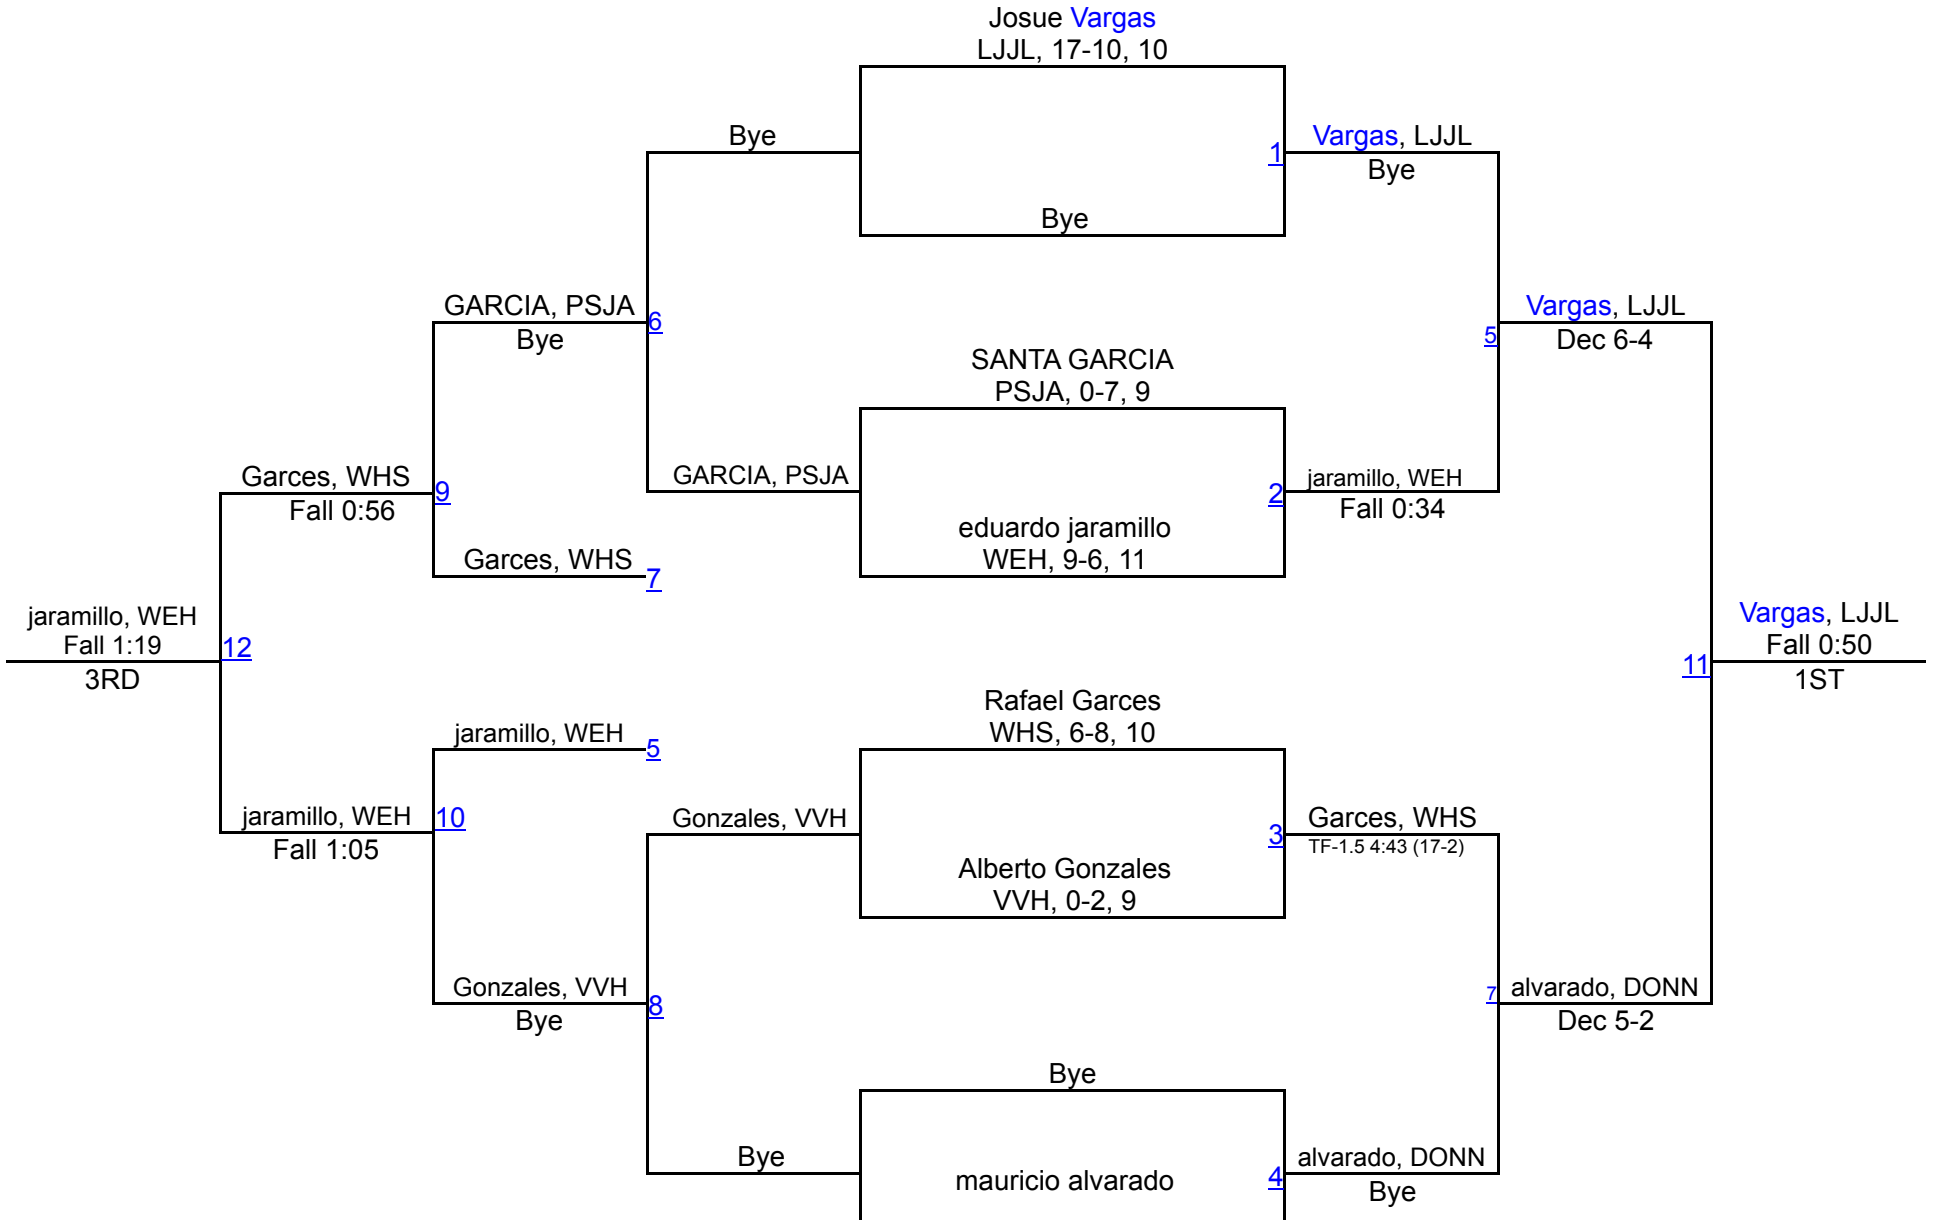 Josue Vargas
LJJL, 17-10, 10
Bye
1
Vargas, LJJL
Bye
Bye
GARCIA, PSJA
Bye
6
Vargas, LJJL
Dec 6-4
5
SANTA GARCIA
PSJA, 0-7, 9
GARCIA, PSJA
2
jaramillo, WEH
Fall 0:34
Garces, WHS
Fall 0:56
9
eduardo jaramillo
WEH, 9-6, 11
Garces, WHS
7
jaramillo, WEH
Fall 1:19
3RD
12
Vargas, LJJL
Fall 0:50
1ST
11
Rafael Garces
WHS, 6-8, 10
jaramillo, WEH
5
jaramillo, WEH
Fall 1:05
10
Gonzales, VVH
3
Garces, WHS
TF-1.5 4:43 (17-2)
Alberto Gonzales
VVH, 0-2, 9
Gonzales, VVH
Bye
8
7
alvarado, DONN
Dec 5-2
Bye
Bye
mauricio alvarado
4
alvarado, DONN
Bye